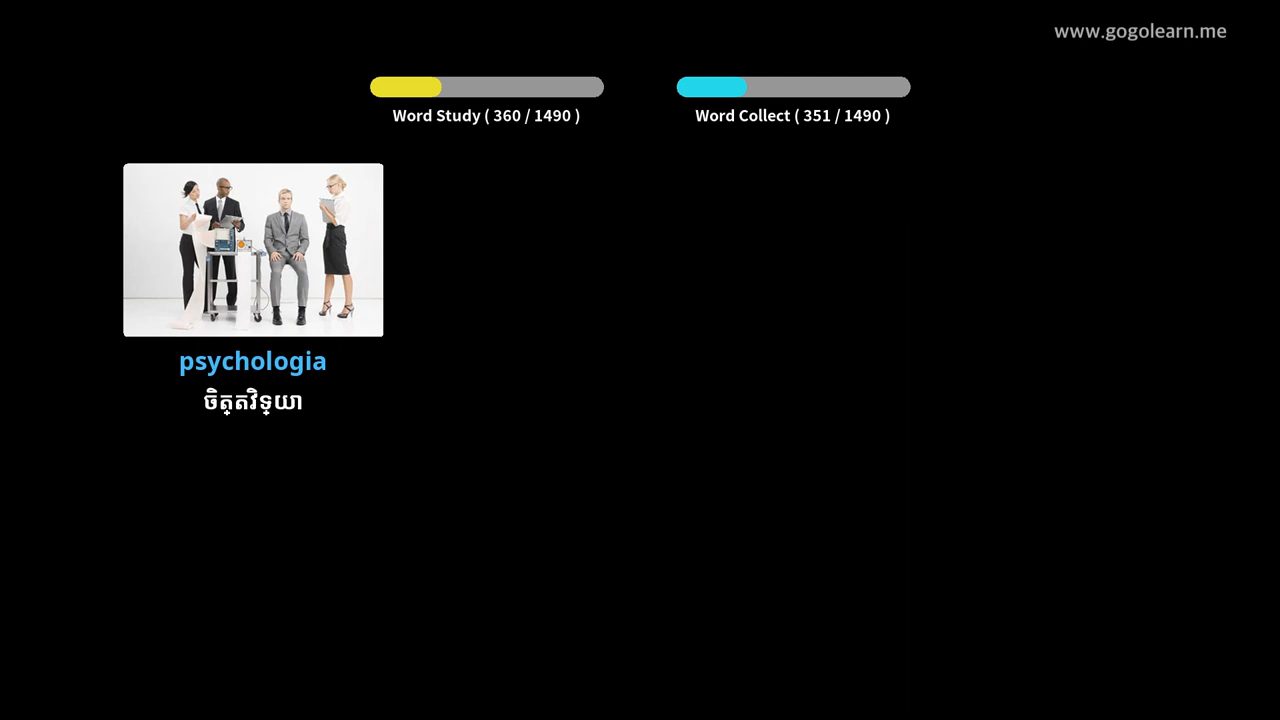 www.gogolearn.me
Word Study ( 360 / 1490 )
Word Collect ( 351 / 1490 )
psychologia
ចិត្តវិទ្យា